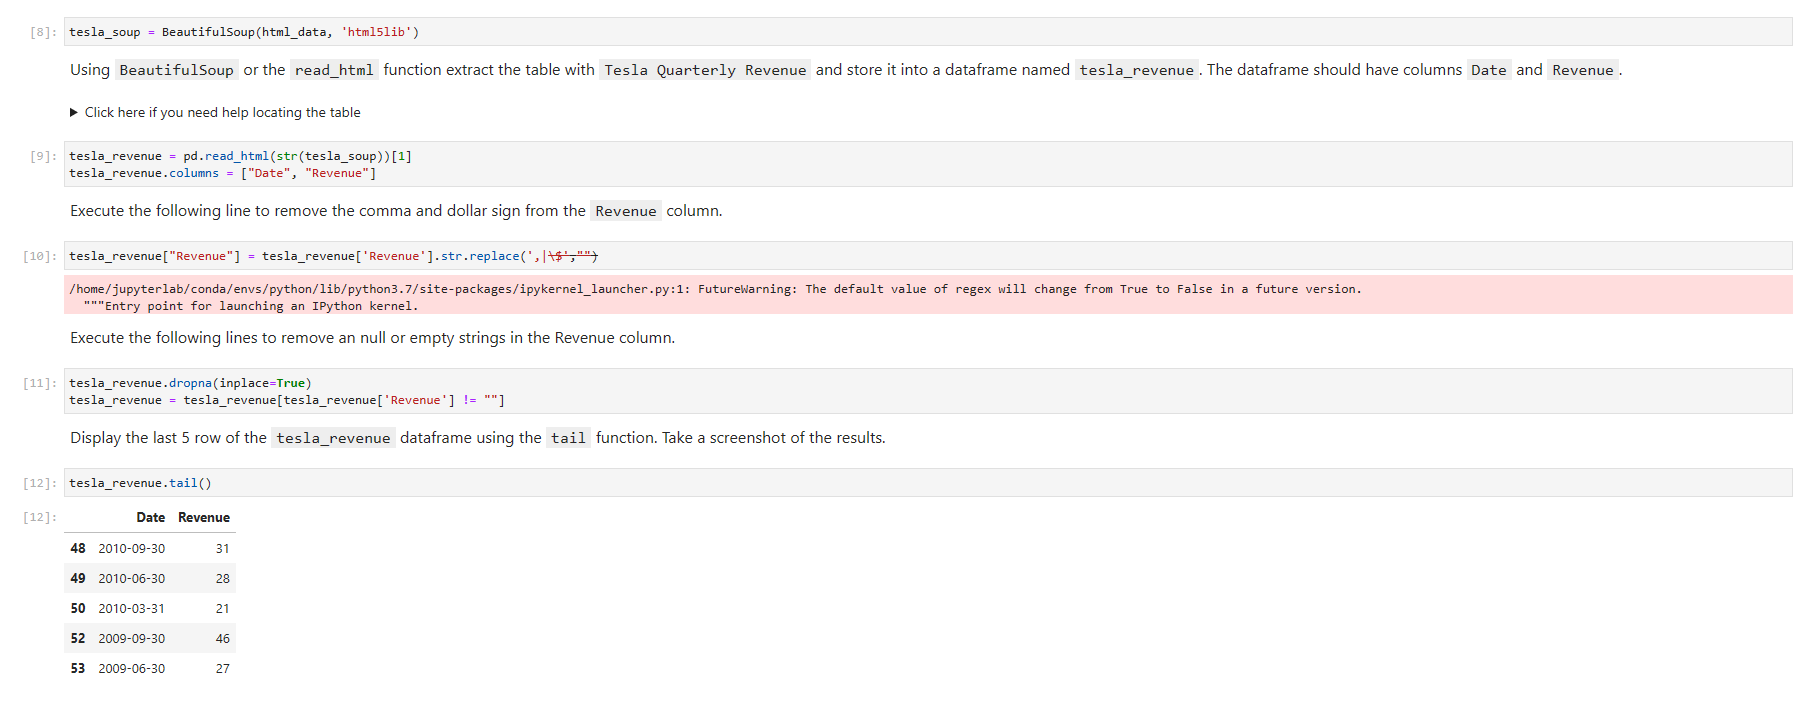 [8]: tesla_soup = BeautifulSoup(html_data, 'html5lib')
Using BeautifulSoup or the read_html function extract the table with Tesla Quarterly Revenue and store it into a dataframe named tesla_revenue. The dataframe should have columns Date and Revenue.
▶ Click here if you need help locating the table
[9]: tesla_revenue = pd.read_html(str(tesla_soup))[1]
tesla_revenue.columns = ["Date", "Revenue"]
Execute the following line to remove the comma and dollar sign from the Revenue column.
[10]: tesla_revenue["Revenue"] = tesla_revenue['Revenue'].str.replace(',|\$',"")
/home/jupyterlab/conda/envs/python/lib/python3.7/site-packages/ipykernel_launcher.py:1: FutureWarning: The default value of regex will change from True to False in a future version.
"""Entry point for launching an IPython kernel.
Execute the following lines to remove an null or empty strings in the Revenue column.
[11]: tesla_revenue.dropna(inplace=True)
tesla_revenue = tesla_revenue[tesla_revenue['Revenue'] != ""]
Display the last 5 row of the tesla_revenue dataframe using the tail function. Take a screenshot of the results.
[12]: tesla_revenue.tail()
[12]: Date Revenue
48 2010-09-30 31
49 2010-06-30 28
50 2010-03-31 21
52 2009-09-30 46
53 2009-06-30 27